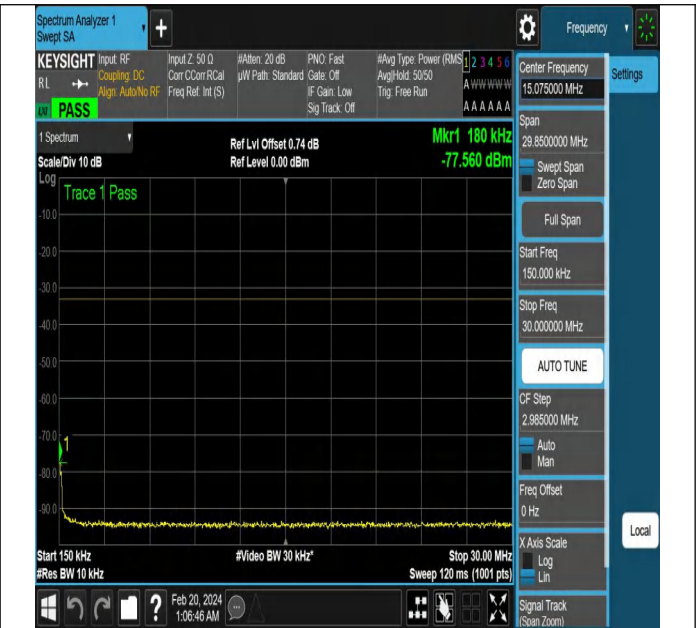 Spectrum Analyzer 1
Swept SA
+
Frequency
KEYSIGHT
RL
LXI
PASS
Input: RF
Coupling: DC
Align: Auto/No RF
Input Z: 50 Ω
Corr CCorr RCal
Freq Ref: Int (S)
#Atten: 20 dB
µW Path: Standard
PNO: Fast
Gate: Off
IF Gain: Low
Sig Track: Off
#Avg Type: Power (RMS
Avg|Hold: 50/50
Trig: Free Run
1 2 3 4 5 6
A W W W W W
A A A A A A
1 Spectrum
Scale/Div 10 dB
Ref Lvl Offset 0.74 dB
Ref Level 0.00 dBm
Mkr1 180 kHz
-77.560 dBm
Log
Trace 1 Pass
-10.0
-20.0
-30.0
-40.0
-50.0
-60.0
-70.0
1
-80.0
-90.0
Start 150 kHz
#Res BW 10 kHz
#Video BW 30 kHz*
Stop 30.00 MHz
Sweep 120 ms (1001 pts)
?
Feb 20, 2024
1:06:46 AM
Center Frequency
15.075000 MHz
Settings
Span
29.8500000 MHz
Swept Span
Zero Span
Full Span
Start Freq
150.000 kHz
Stop Freq
30.000000 MHz
AUTO TUNE
CF Step
2.985000 MHz
Auto
Man
Freq Offset
0 Hz
X Axis Scale
Log
Lin
Local
Signal Track
(Span Zoom)